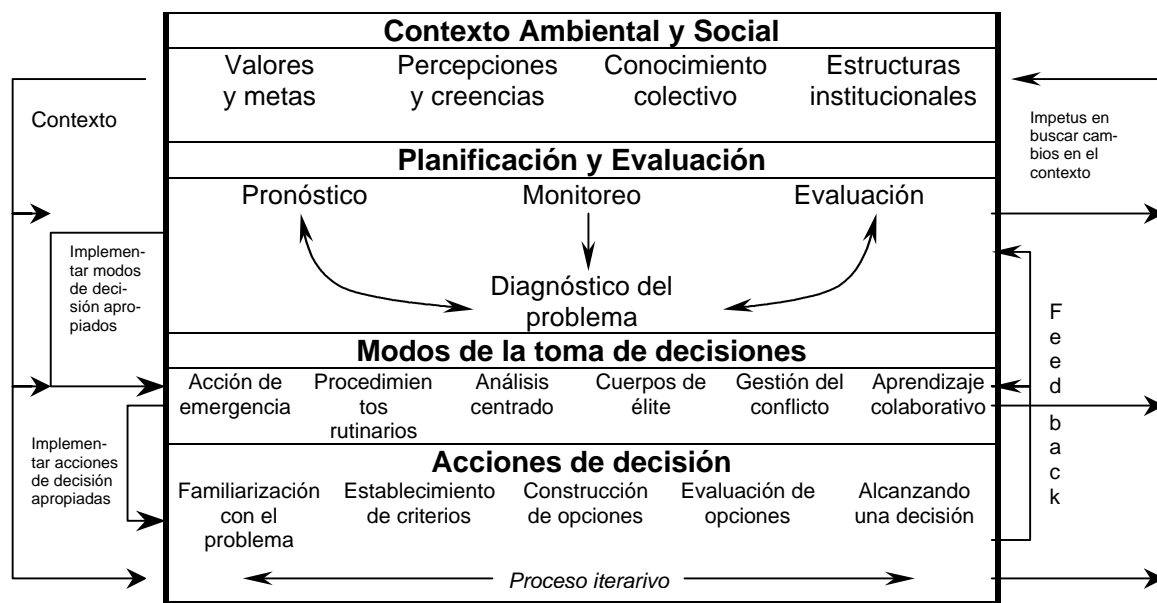 Contexto Ambiental y Social
Valores
y metas
Percepciones
y creencias
Conocimiento
colectivo
Estructuras
institucionales
Contexto
Impetus en
buscar cam-
bios en el
contexto
Planificación y Evaluación
Pronóstico
Monitoreo
Evaluación
Diagnóstico del
problema
Implemen-
tar modos
de deci-
sión apro-
piados
Modos de la toma de decisiones
Acción de
emergencia
Procedimien
tos
rutinarios
Análisis
centrado
Cuerpos de
élite
Gestión del
conflicto
Aprendizaje
colaborativo
Implemen-
tar acciones
de decisión
apropiadas
Acciones de decisión
Familiarización
con el
problema
Establecimiento
de criterios
Construcción
de opciones
Evaluación de
opciones
Alcanzando
una decisión
Proceso iterarivo
F
e
e
d
b
a
c
k